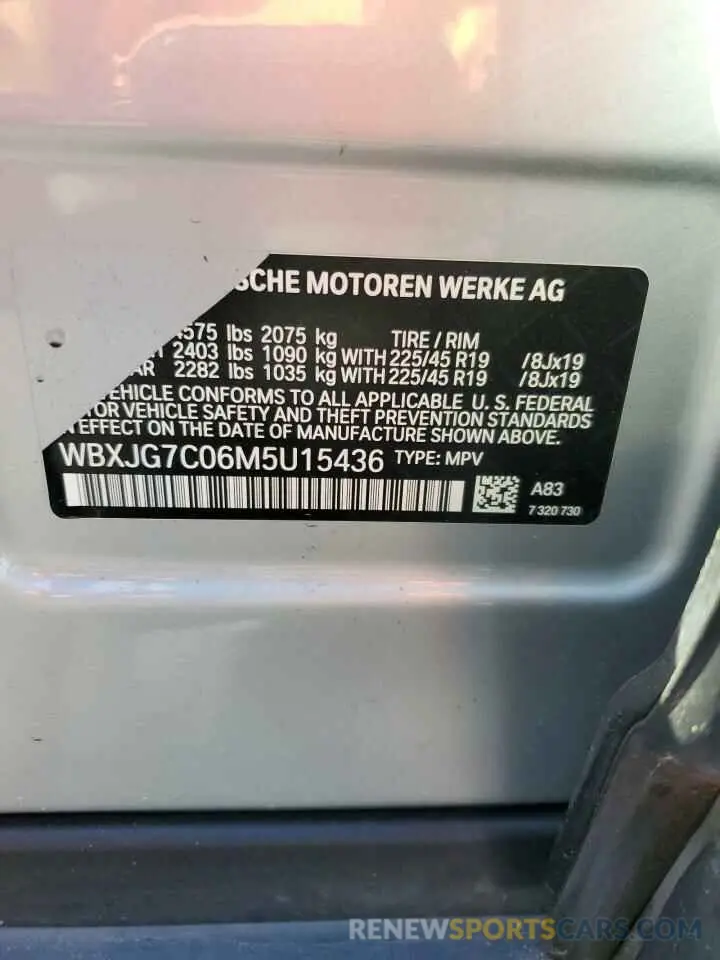 SCHE MOTOREN WERKE AG
4575 lbs 2075 kg TIRE / RIM
2403 lbs 1090 kg WITH 225/45 R19 /8Jx19
2282 lbs 1035 kg WITH 225/45 R19 /8Jx19
VEHICLE CONFORMS TO ALL APPLICABLE U. S. FEDERAL
VEHICLE SAFETY AND THEFT PREVENTION STANDARDS
EFFECT ON THE DATE OF MANUFACTURE SHOWN ABOVE.
WBXJG7C06M5U15436 TYPE: MPV
A83
7 320 730
RENEWSPORTSCARS.COM